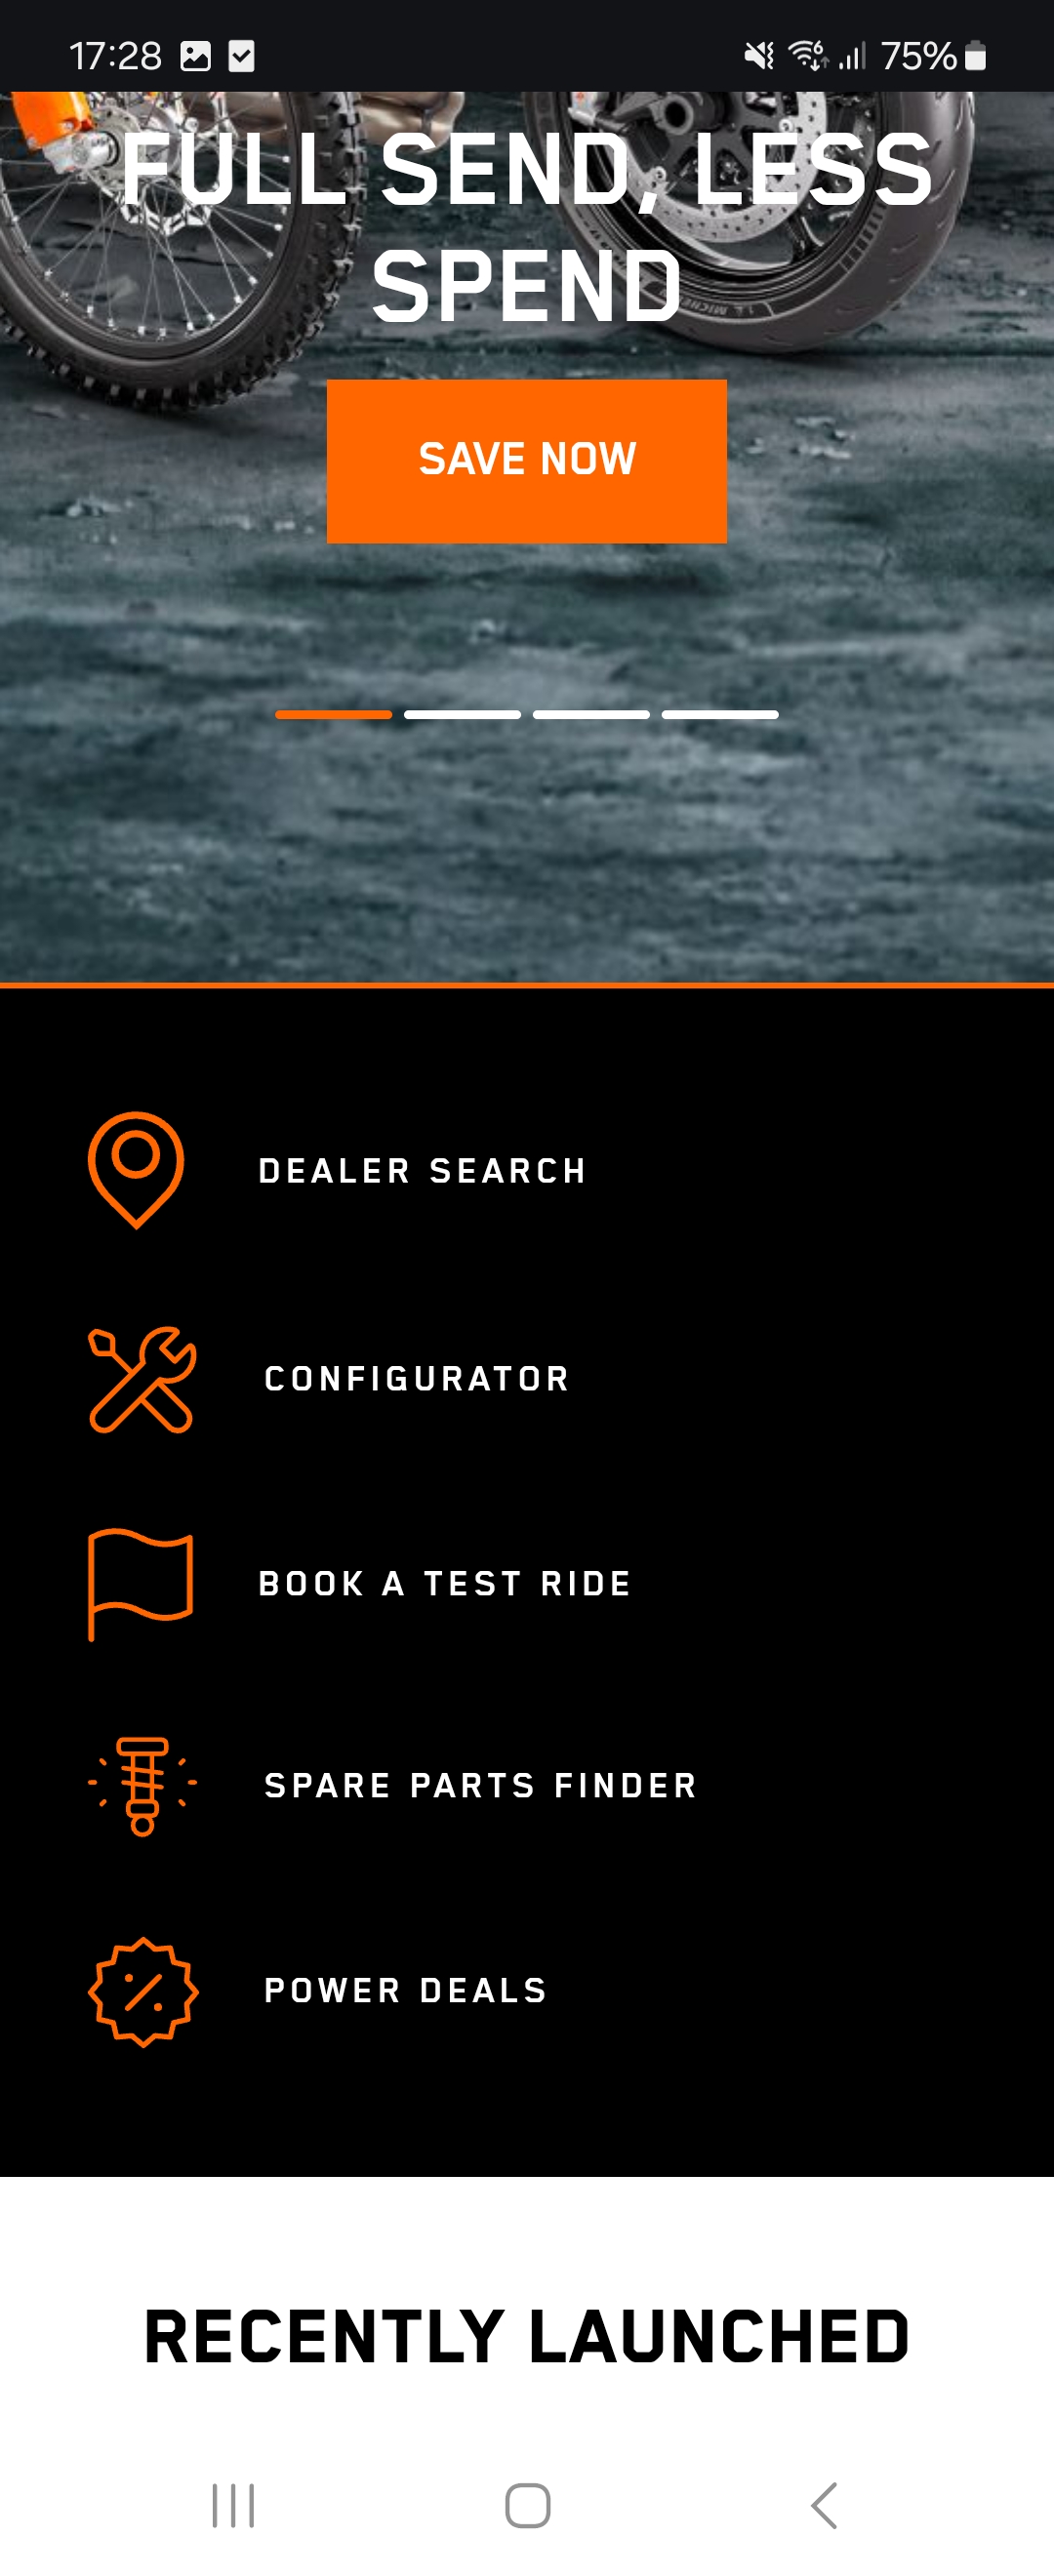 17:28
75%
FULL SEND, LESS
SPEND
SAVE NOW
DEALER SEARCH
CONFIGURATOR
BOOK A TEST RIDE
SPARE PARTS FINDER
POWER DEALS
RECENTLY LAUNCHED